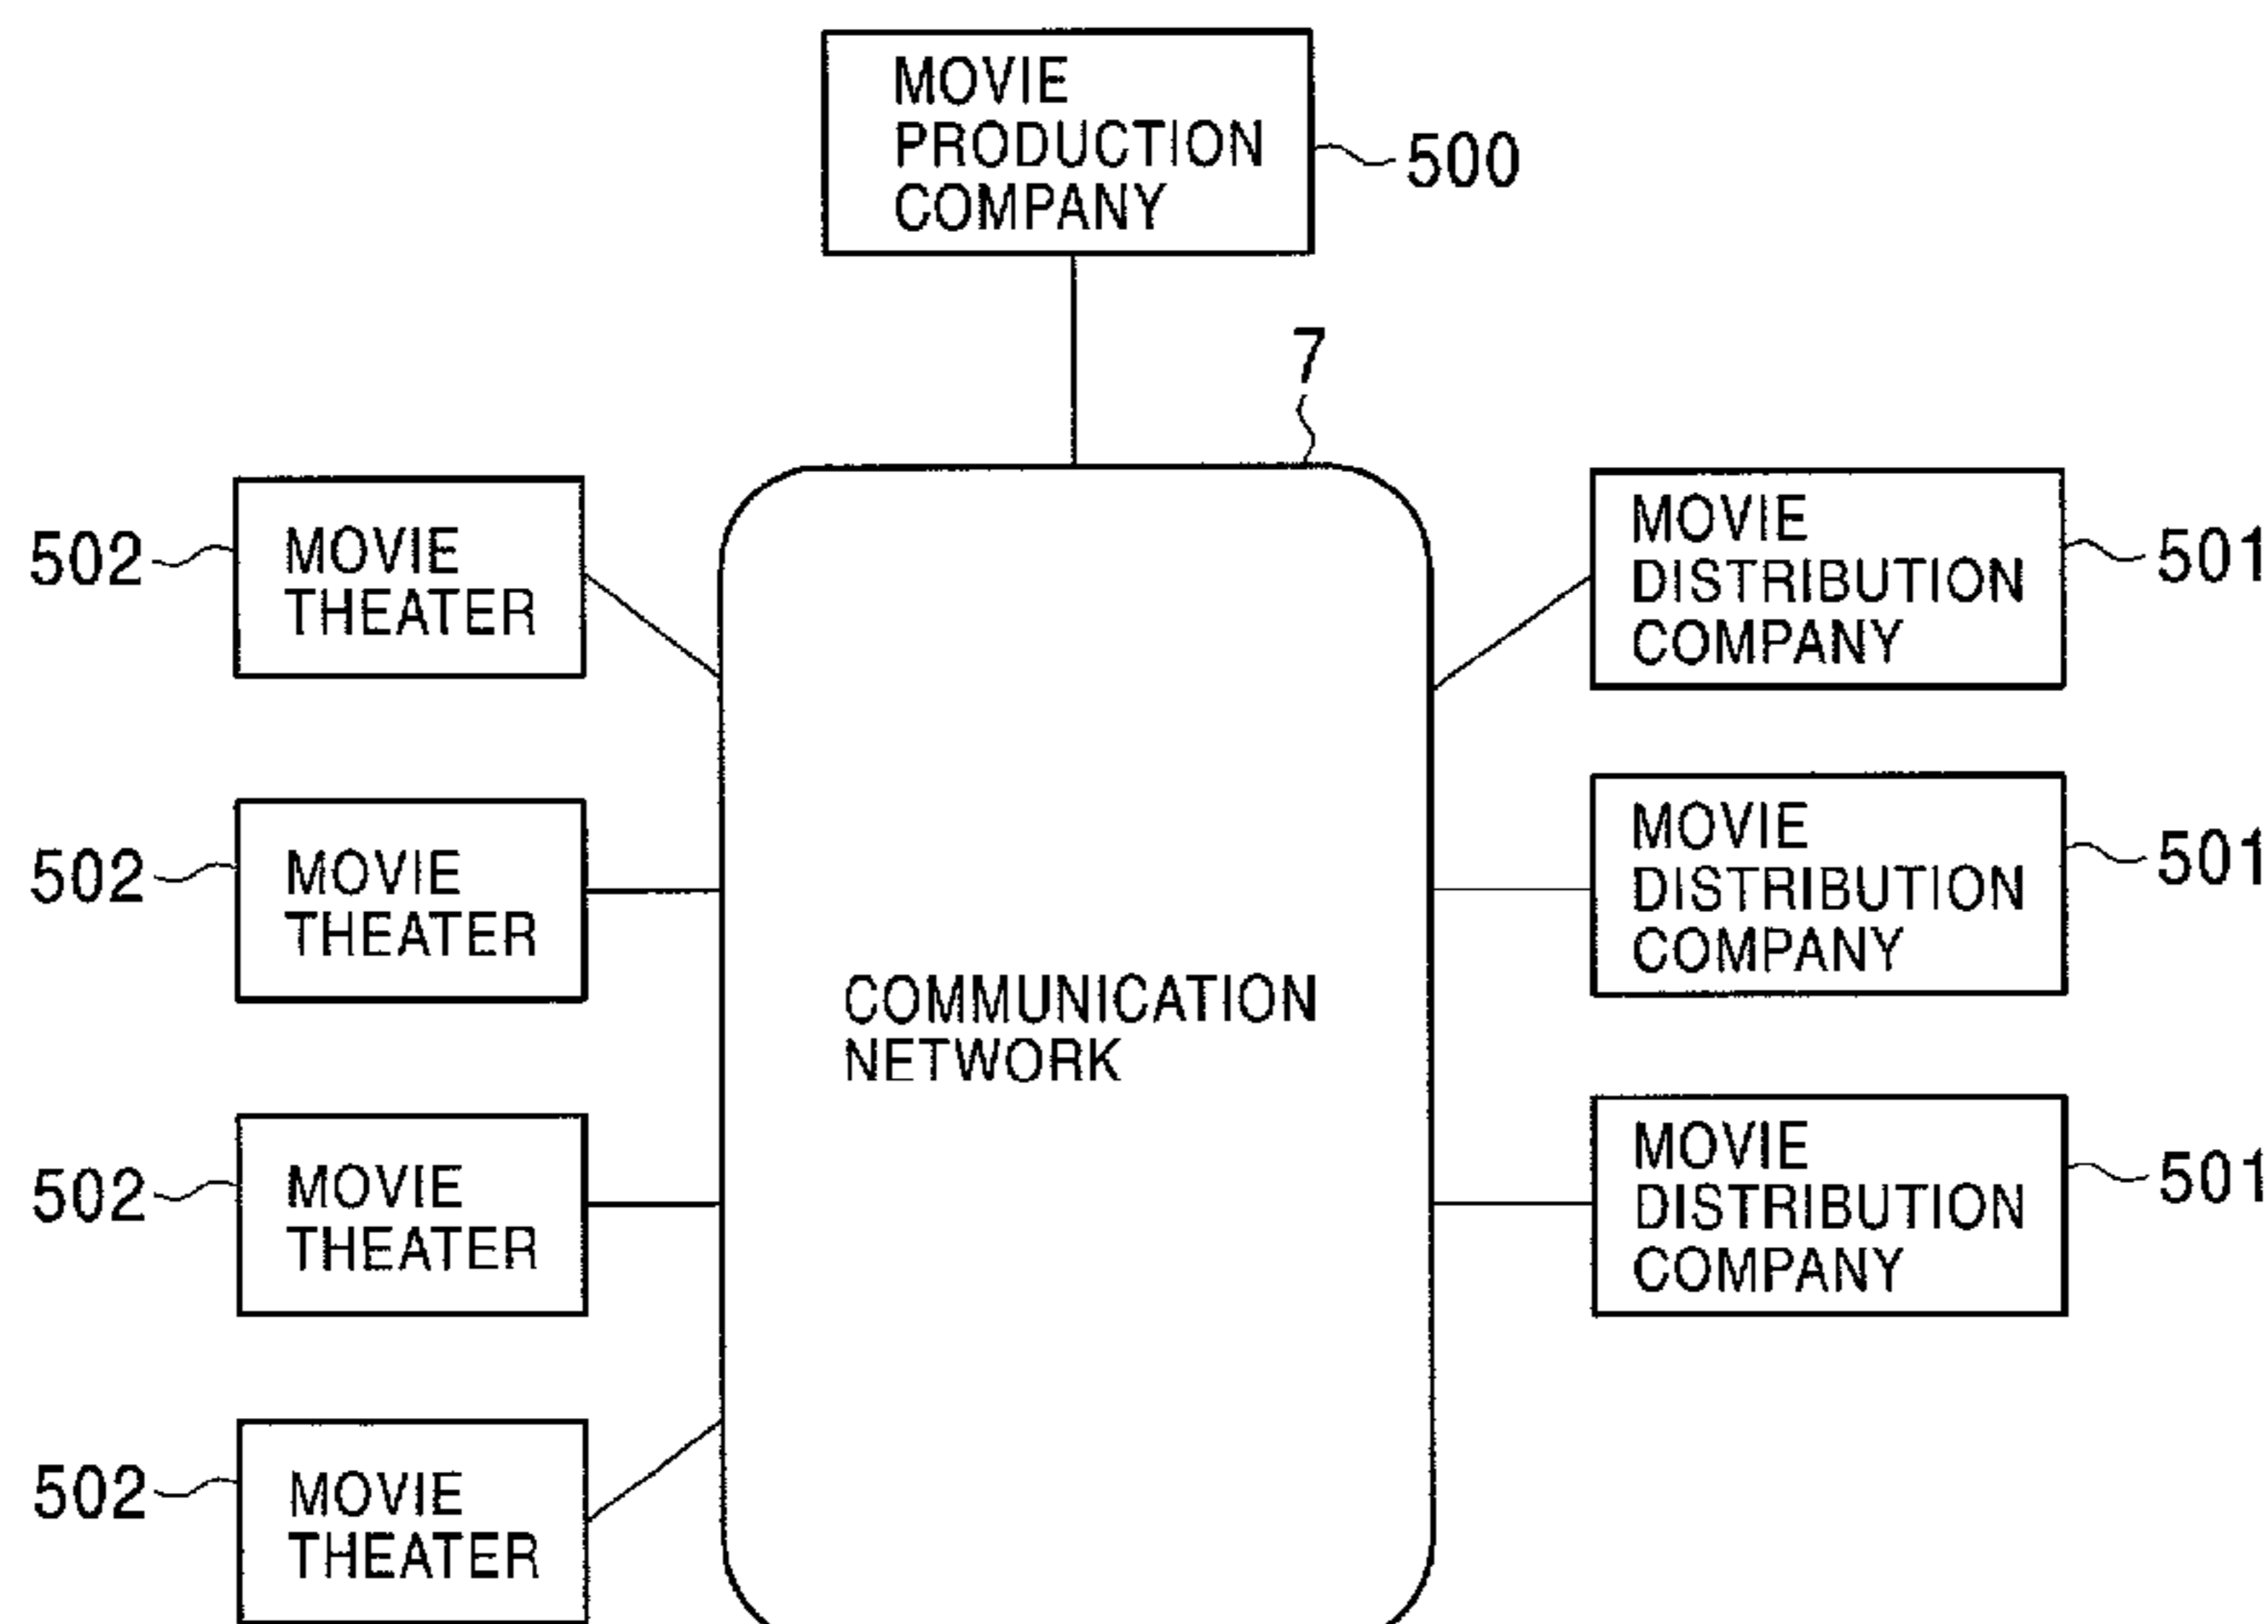 MOVIE
PRODUCTION
COMPANY
500
7
502
MOVIE
THEATER
502
MOVIE
THEATER
502
MOVIE
THEATER
502
MOVIE
THEATER
COMMUNICATION
NETWORK
MOVIE
DISTRIBUTION
COMPANY
501
MOVIE
DISTRIBUTION
COMPANY
501
MOVIE
DISTRIBUTION
COMPANY
501